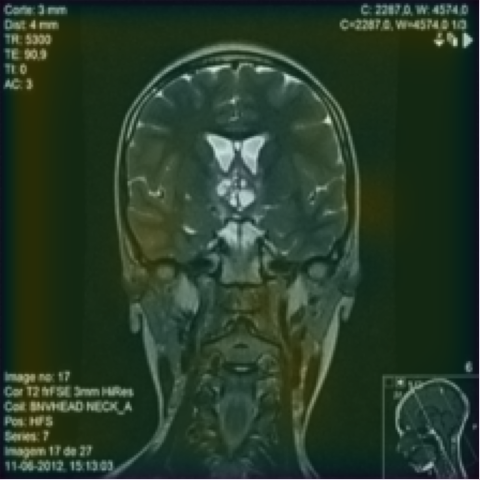 Corte: 3 mm
Dist: 4 mm
TR: 5300
TE: 90,9
TI: 0
AC: 3
C: 2287,0, W: 4574,0
C=2287,0, W=4574,0 1/3
Image no: 17
Cor T2 frFSE 3mm HiRes
Coil: 8NVHEAD NECK_A
Pos: HFS
Series: 7
Imagem 17 de 27
11-06-2012, 15:13:03
6